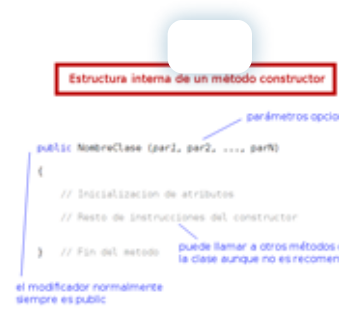 Estructura interna de un método constructor
parámetros opcio
public NombreClase (par1, par2, ..., parN)
{
// Inicializacion de atributos
// Resto de instrucciones del constructor
puede llamar a otros métodos
} // Fin del metodo
la clase aunque no es recomen
el modificador normalmente
siempre es public